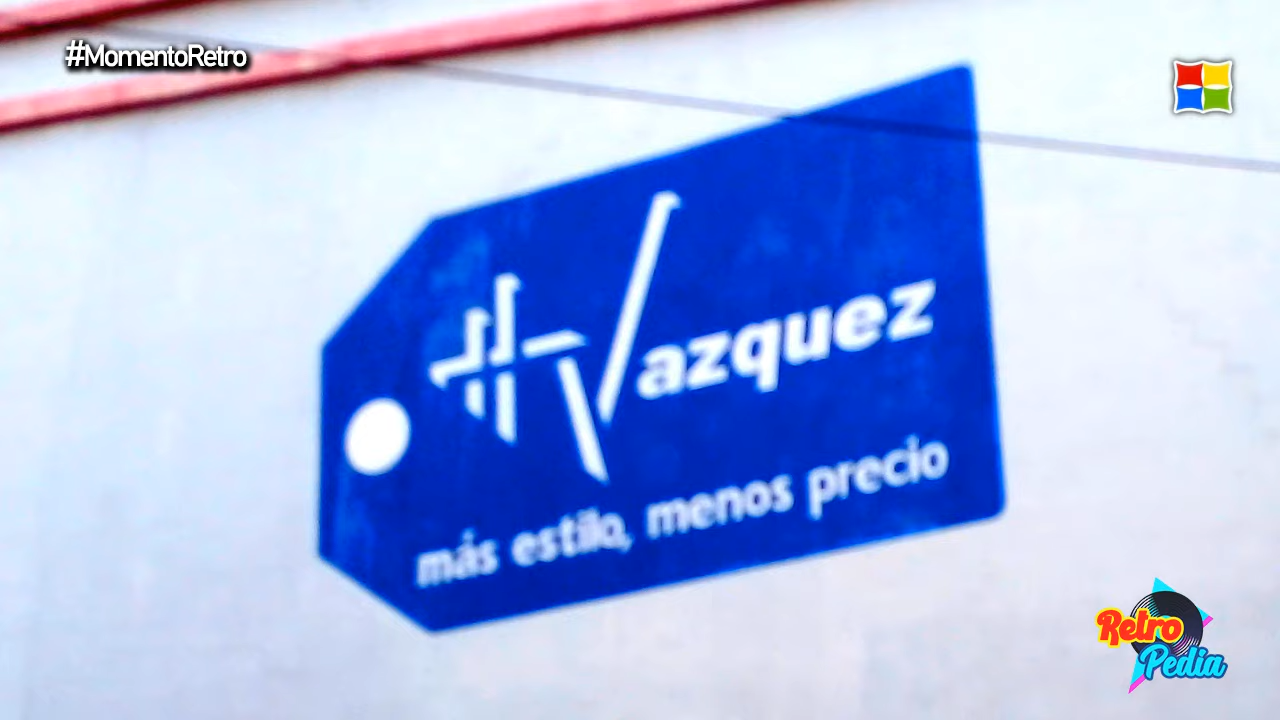 #MomentoRetro
Vazquez
más estilo, menos precio
Retro
Pedia